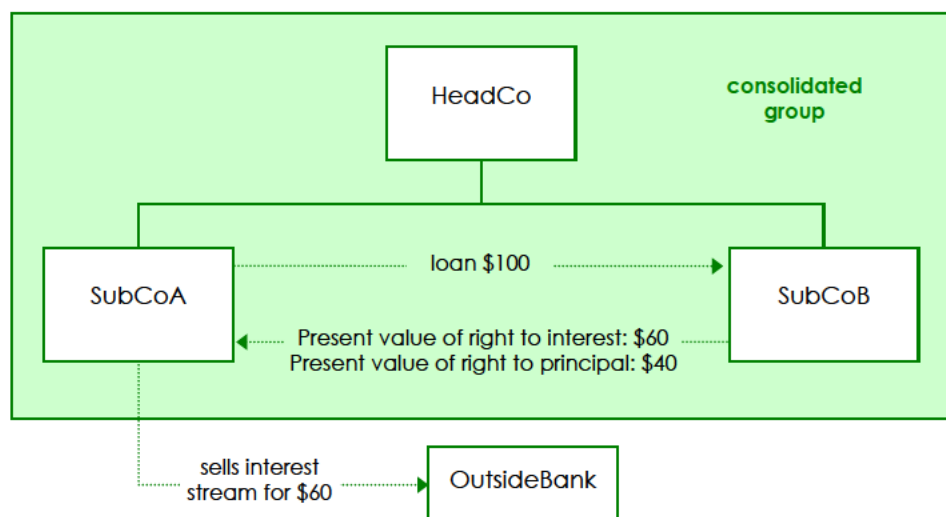 HeadCo
consolidated
group
SubCoA
loan $100
SubCoB
Present value of right to interest: $60
Present value of right to principal: $40
sells interest
stream for $60
OutsideBank